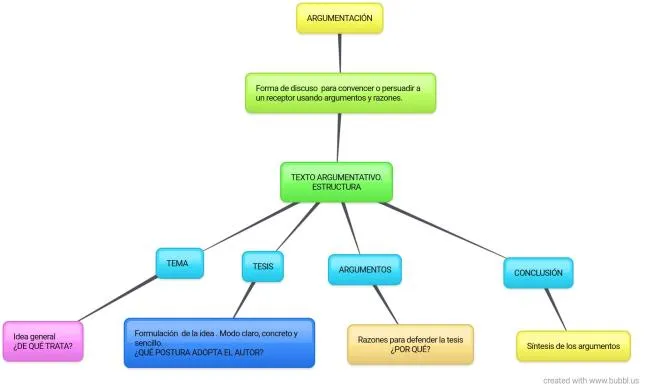 ARGUMENTACIÓN
Forma de discuso para convencer o persuadir a
un receptor usando argumentos y razones.
TEXTO ARGUMENTATIVO.
ESTRUCTURA
TEMA
TESIS
ARGUMENTOS
CONCLUSIÓN
Idea general
¿DE QUÉ TRATA?
Formulación de la idea . Modo claro, concreto y
sencillo.
¿QUÉ POSTURA ADOPTA EL AUTOR?
Razones para defender la tesis
¿POR QUÉ?
Síntesis de los argumentos
created with www.bubbl.us